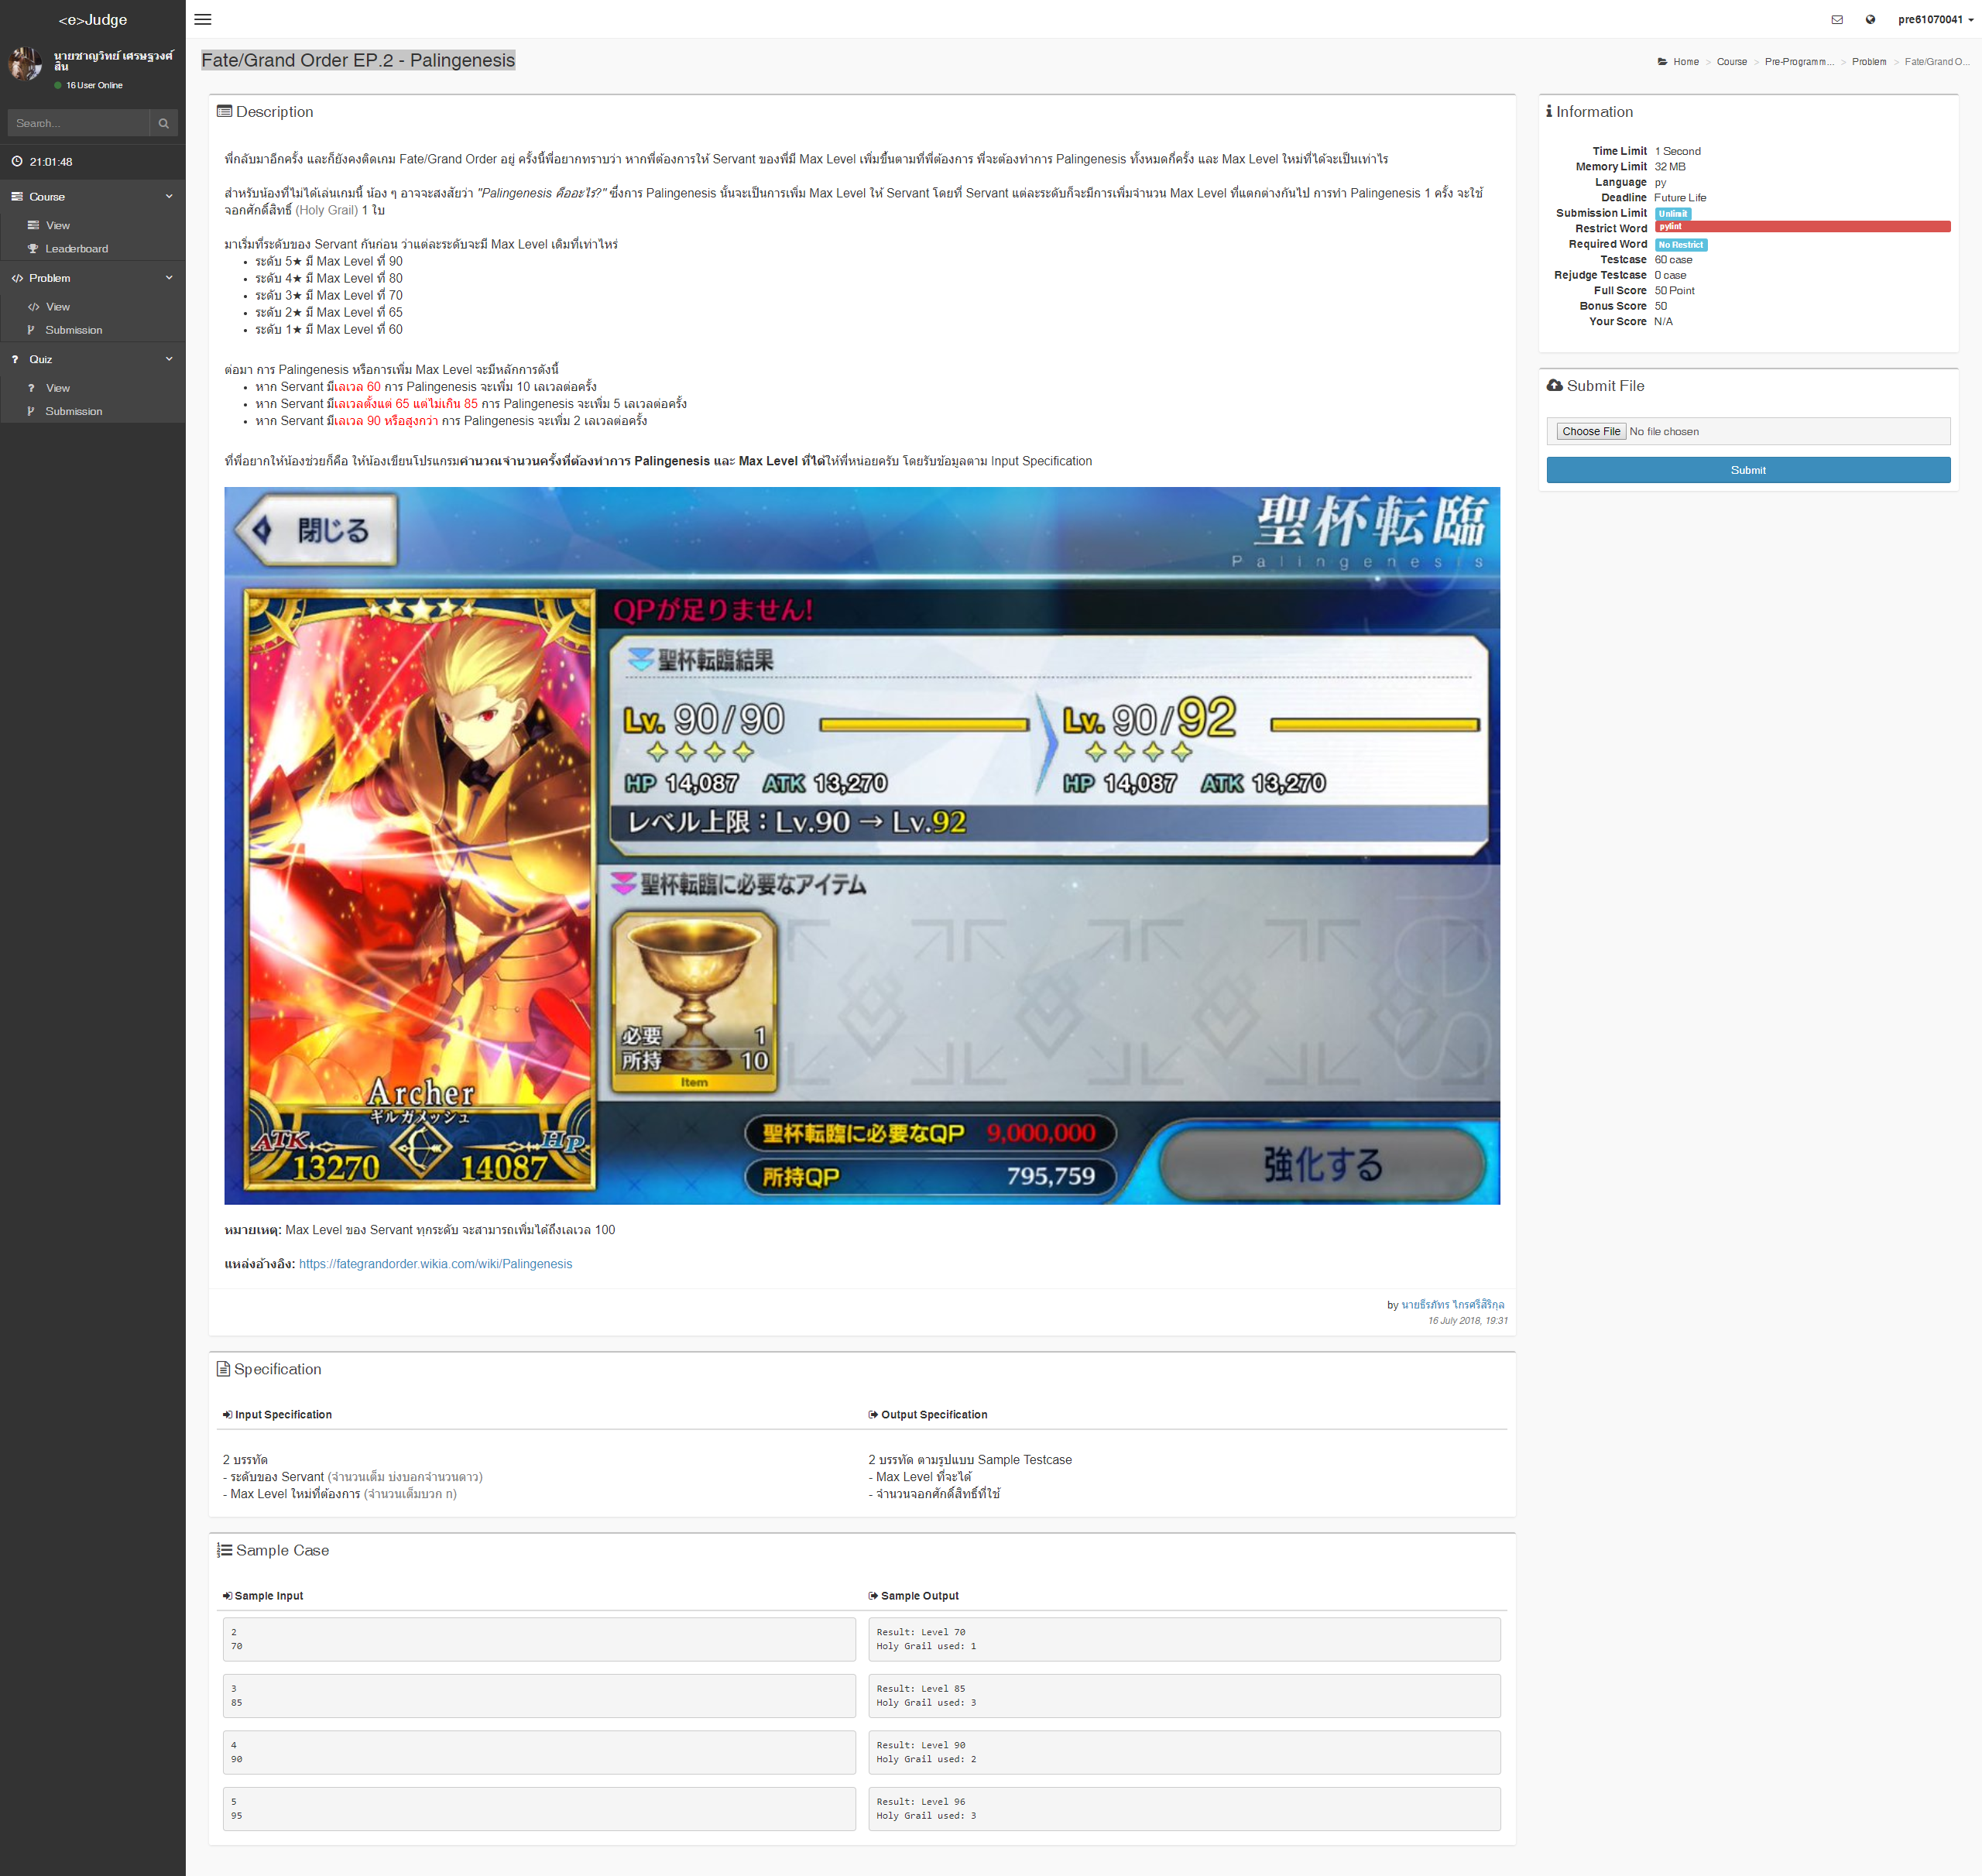 <e>Judge
pre61070041
นายชาญวิทย์ เศรษฐวงศ์
สิน
16 User Online
Search...
21:01:48
Course
View
Leaderboard
Problem
View
Submission
Quiz
View
Submission
Fate/Grand Order EP.2 - Palingenesis
Home > Course > Pre-Programm... > Problem > Fate/Grand O...
Description
พี่กลับมาอีกครั้ง และก็ยังคงติดเกม Fate/Grand Order อยู่ ครั้งนี้พี่อยากทราบว่า หากพี่ต้องการให้ Servant ของพี่มี Max Level เพิ่มขึ้นตามที่พี่ต้องการ พี่จะต้องทำการ Palingenesis ทั้งหมดกี่ครั้ง และ Max Level ใหม่ที่ได้จะเป็นเท่าไร
สำหรับน้องที่ไม่ได้เล่นเกมนี้ น้อง ๆ อาจจะสงสัยว่า "Palingenesis คืออะไร?" ซึ่งการ Palingenesis นั้นจะเป็นการเพิ่ม Max Level ให้ Servant โดยที่ Servant แต่ละระดับก็จะมีการเพิ่มจำนวน Max Level ที่แตกต่างกันไป การทำ Palingenesis 1 ครั้ง จะใช้
จอกศักดิ์สิทธิ์ (Holy Grail) 1 ใบ
มาเริ่มที่ระดับของ Servant กันก่อน ว่าแต่ละระดับจะมี Max Level เดิมที่เท่าไหร่
• ระดับ 5★ มี Max Level ที่ 90
• ระดับ 4★ มี Max Level ที่ 80
• ระดับ 3★ มี Max Level ที่ 70
• ระดับ 2★ มี Max Level ที่ 65
• ระดับ 1★ มี Max Level ที่ 60
ต่อมา การ Palingenesis หรือการเพิ่ม Max Level จะมีหลักการดังนี้
• หาก Servant มีเลเวล 60 การ Palingenesis จะเพิ่ม 10 เลเวลต่อครั้ง
• หาก Servant มีเลเวลตั้งแต่ 65 แต่ไม่เกิน 85 การ Palingenesis จะเพิ่ม 5 เลเวลต่อครั้ง
• หาก Servant มีเลเวล 90 หรือสูงกว่า การ Palingenesis จะเพิ่ม 2 เลเวลต่อครั้ง
ที่พี่อยากให้น้องช่วยก็คือ ให้น้องเขียนโปรแกรมคำนวณจำนวนครั้งที่ต้องทำการ Palingenesis และ Max Level ที่ได้ให้พี่หน่อยครับ โดยรับข้อมูลตาม Input Specification
閉じる
聖杯転臨
Palingenesis
QPが足りません!
聖杯転臨結果
Lv. 90/90
Lv. 90/92
HP 14,087 ATK 13,270
HP 14,087 ATK 13,270
レベル上限：Lv.90 → Lv.92
聖杯転臨に必要なアイテム
必要 1
所持 10
Item
Archer
ギルガメッシュ
ATK
HP
13270
14087
聖杯転臨に必要なQP 9,000,000
所持QP 795,759
強化する
หมายเหตุ: Max Level ของ Servant ทุกระดับ จะสามารถเพิ่มได้ถึงเลเวล 100
แหล่งอ้างอิง: https://fategrandorder.wikia.com/wiki/Palingenesis
by นายธีรภัทร ไกรศรีสิริกุล
16 July 2018, 19:31
Information
Time Limit 1 Second
Memory Limit 32 MB
Language py
Deadline Future Life
Submission Limit Unlimit
Restrict Word pylint
Required Word No Restrict
Testcase 60 case
Rejudge Testcase 0 case
Full Score 50 Point
Bonus Score 50
Your Score N/A
Submit File
Choose File No file chosen
Submit
Specification
Input Specification
2 บรรทัด
- ระดับของ Servant (จำนวนเต็ม บ่งบอกจำนวนดาว)
- Max Level ใหม่ที่ต้องการ (จำนวนเต็มบวก n)
Output Specification
2 บรรทัด ตามรูปแบบ Sample Testcase
- Max Level ที่จะได้
- จำนวนจอกศักดิ์สิทธิ์ที่ใช้
Sample Case
Sample Input
Sample Output
2
70
Result: Level 70
Holy Grail used: 1
3
85
Result: Level 85
Holy Grail used: 3
4
90
Result: Level 90
Holy Grail used: 2
5
95
Result: Level 96
Holy Grail used: 3